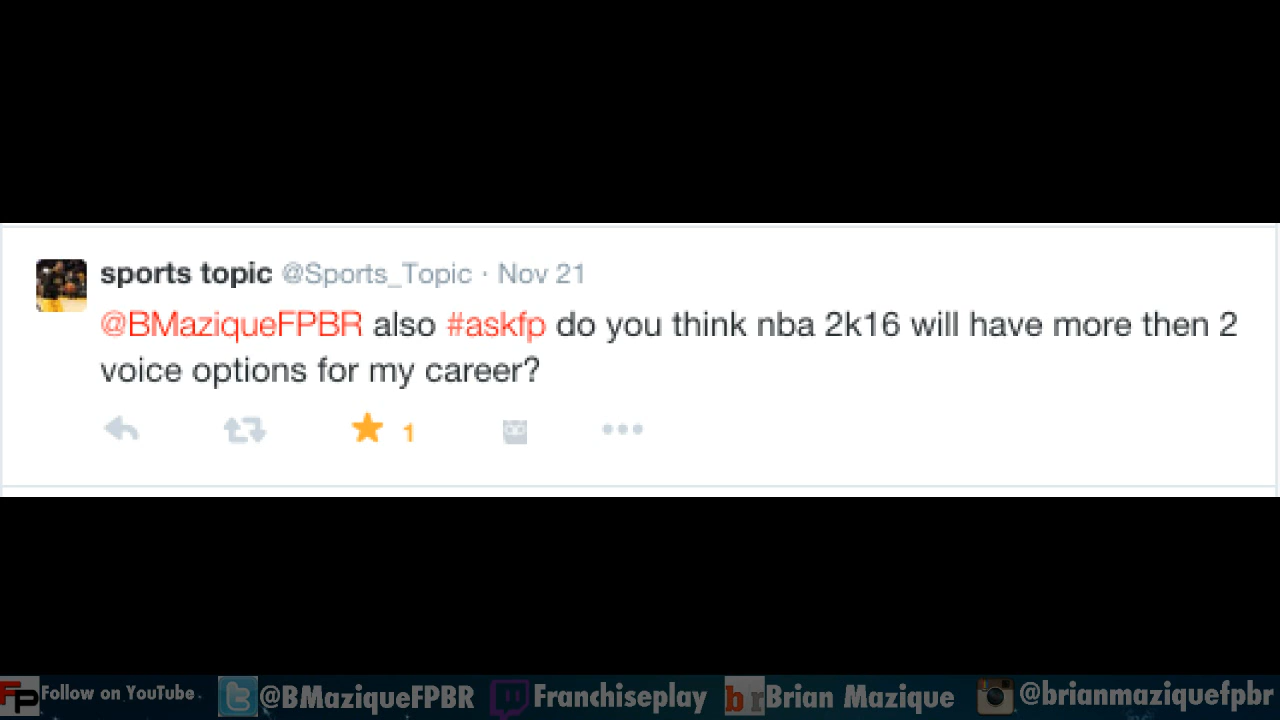 sports topic @Sports_Topic · Nov 21
@BMaziqueFPBR also #askfp do you think nba 2k16 will have more then 2
voice options for my career?
1
FP Follow on YouTube. @BMaziqueFPBR Franchiseplay br Brian Mazique @brianmaziquefpbr